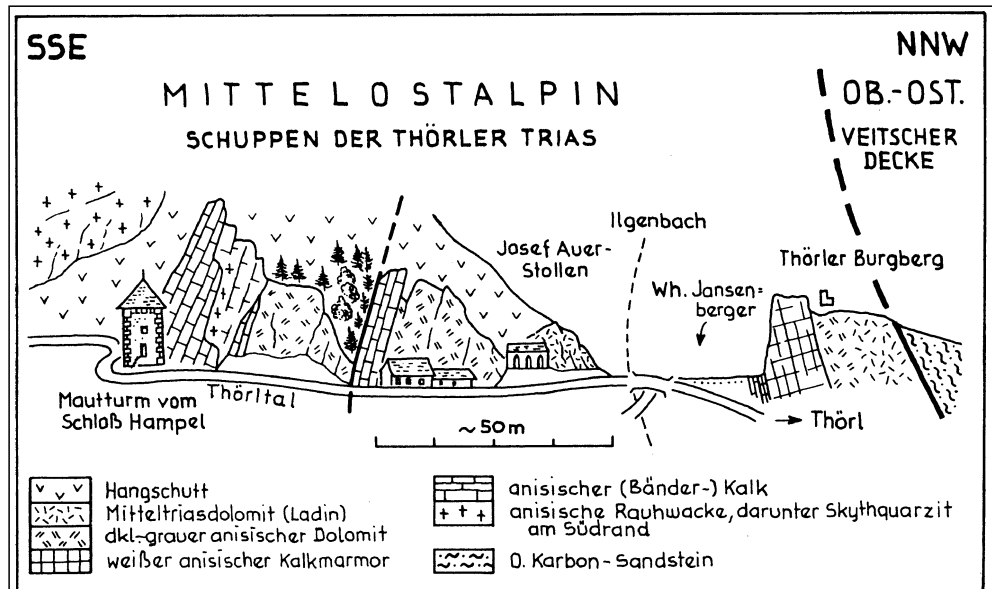 SSE
NNW
MITTELOSTALPIN
OB.-OST.
SCHUPPEN DER THÖRLER TRIAS
VEITSCHER
DECKE
Ilgenbach
Josef Auer-
Stollen
Thörler Burgberg
Wh. Jansen=
berger
Mautturm vom
Schloß Hampel
Thörltal
→ Thörl
~50m
Hangschutt
Mitteltriasdolomit (Ladin)
dkl-grauer anisischer Dolomit
weißer anisischer Kalkmarmor
anisischer (Bänder-) Kalk
anisische Rauhwacke, darunter Skythquarzit
am Südrand
O. Karbon-Sandstein